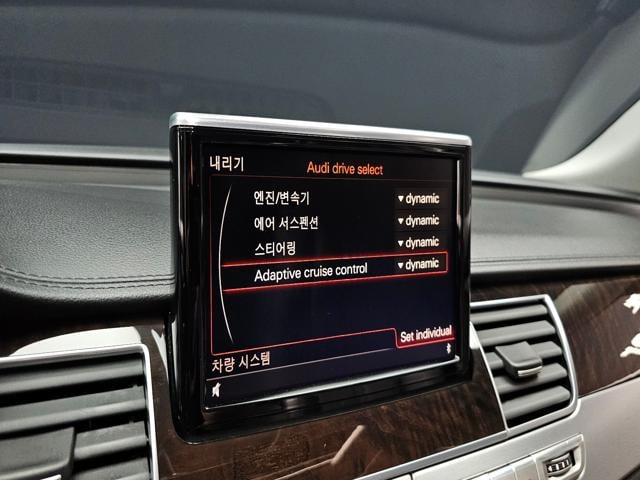 내리기 Audi drive select
엔진/변속기 ▼ dynamic
에어 서스펜션 ▼ dynamic
스티어링 ▼ dynamic
Adaptive cruise control ▼ dynamic
Set individual
차량 시스템